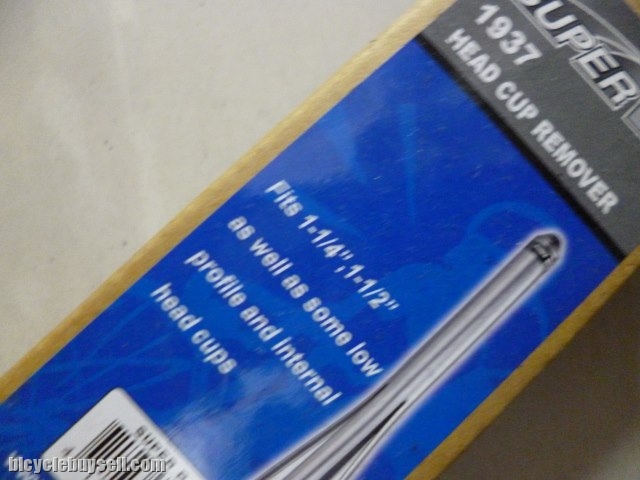 SUPER
1937
HEAD CUP REMOVER
Fits 1-1/4",1-1/2"
as well as some low
profile and internal
head cups
bicyclebuysell.com